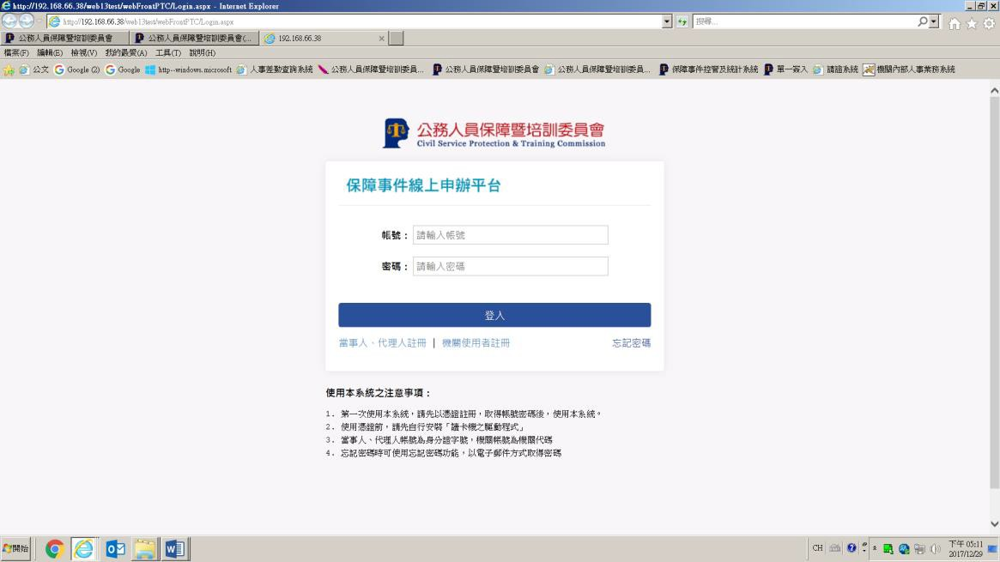 http://192.168.66.38/web13test/webFrontPTC/Login.aspx - Internet Explorer
http://192.168.66.38/web13test/webFrontPTC/Login.aspx
搜尋...
公務人員保障暨培訓委員會
公務人員保障暨培訓委員會(...
192.168.66.38
檔案(F) 編輯(E) 檢視(V) 我的最愛(A) 工具(T) 說明(H)
公文 Google (2) Google http--windows.microsoft 人事差勤查詢系統 公務人員保障暨培訓委員... 公務人員保障暨培訓委員會 公務人員保障暨培訓委員... 保障事件控管及統計系統 單一簽入 請證系統 機關內部人事業務系統
公務人員保障暨培訓委員會
Civil Service Protection & Training Commission
保障事件線上申辦平台
帳號： 請輸入帳號
密碼： 請輸入密碼
登入
當事人、代理人註冊 | 機關使用者註冊 忘記密碼
使用本系統之注意事項：
1. 第一次使用本系統，請先以憑證註冊，取得帳號密碼後，使用本系統。
2. 使用憑證前，請先自行安裝「讀卡機之驅動程式」
3. 當事人、代理人帳號為身分證字號，機關帳號為機關代碼
4. 忘記密碼時可使用忘記密碼功能，以電子郵件方式取得密碼
開始
CH
下午 05:11
2017/12/29